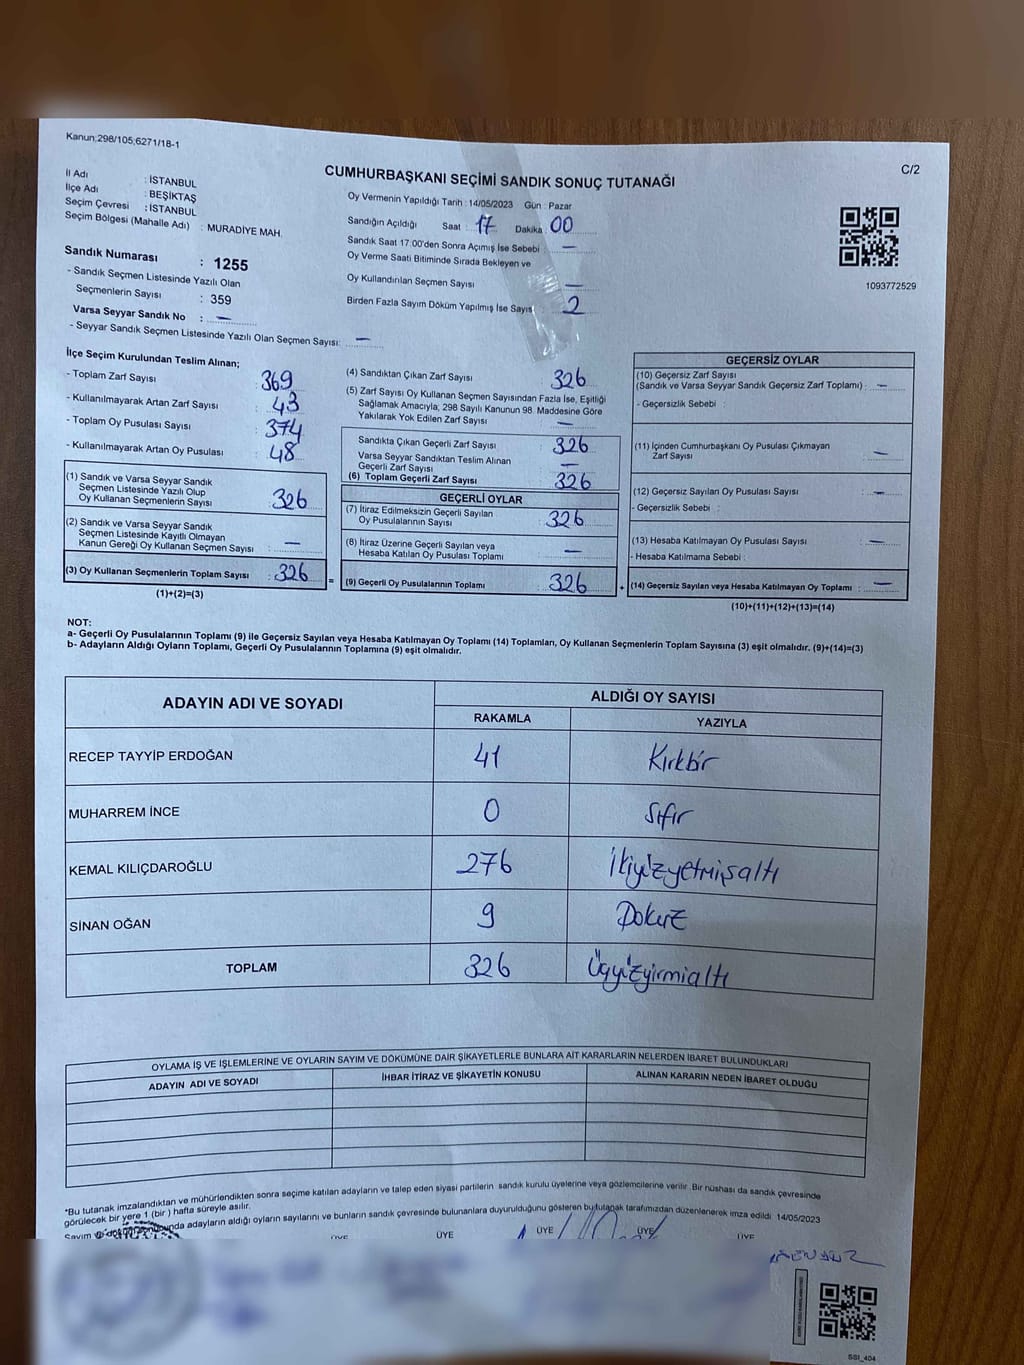 Kanun;298/105;6271/18-1
C/2
CUMHURBAŞKANI SEÇİMİ SANDIK SONUÇ TUTANAĞI
İl Adı : İSTANBUL
İlçe Adı : BEŞİKTAŞ
Seçim Çevresi : İSTANBUL
Seçim Bölgesi (Mahalle Adı) : MURADİYE MAH.
Sandık Numarası : 1255
- Sandık Seçmen Listesinde Yazılı Olan
Seçmenlerin Sayısı : 359
Varsa Seyyar Sandık No : —
- Seyyar Sandık Seçmen Listesinde Yazılı Olan Seçmen Sayısı: —
Oy Vermenin Yapıldığı Tarih : 14/05/2023 Gün : Pazar
Sandığın Açıldığı Saat : 17 Dakika : 00
Sandık Saat 17.00'den Sonra Açımış İse Sebebi : —
Oy Verme Saati Bitiminde Sırada Bekleyen ve
Oy Kullandırılan Seçmen Sayısı —
Birden Fazla Sayım Döküm Yapılmış İse Sayısı 2
1093772529
İlçe Seçim Kurulundan Teslim Alınan;
- Toplam Zarf Sayısı : 369
- Kullanılmayarak Artan Zarf Sayısı : 43
- Toplam Oy Pusulası Sayısı : 374
- Kullanılmayarak Artan Oy Pusulası : 48
(1) Sandık ve Varsa Seyyar Sandık
Seçmen Listesinde Yazılı Olup
Oy Kullanan Seçmenlerin Sayısı : 326
(2) Sandık ve Varsa Seyyar Sandık
Seçmen Listesinde Kayıtlı Olmayan
Kanun Gereği Oy Kullanan Seçmen Sayısı : —
(3) Oy Kullanan Seçmenlerin Toplam Sayısı : 326
(1)+(2)=(3)
=
(4) Sandıktan Çıkan Zarf Sayısı 326
(5) Zarf Sayısı Oy Kullanan Seçmen Sayısından Fazla İse, Eşitliği
Sağlamak Amacıyla; 298 Sayılı Kanunun 98. Maddesine Göre
Yakılarak Yok Edilen Zarf Sayısı —
Sandıkta Çıkan Geçerli Zarf Sayısı 326
Varsa Seyyar Sandıktan Teslim Alınan
Geçerli Zarf Sayısı —
(6) Toplam Geçerli Zarf Sayısı 326
GEÇERLİ OYLAR
(7) İtiraz Edilmeksizin Geçerli Sayılan
Oy Pusulalarının Sayısı 326
(8) İtiraz Üzerine Geçerli Sayılan veya
Hesaba Katılan Oy Pusulası Toplamı —
(9) Geçerli Oy Pusulalarının Toplamı 326
+
GEÇERSİZ OYLAR
(10) Geçersiz Zarf Sayısı
(Sandık ve Varsa Seyyar Sandık Geçersiz Zarf Toplamı) : —
- Geçersizlik Sebebi :
(11) İçinden Cumhurbaşkanı Oy Pusulası Çıkmayan
Zarf Sayısı —
(12) Geçersiz Sayılan Oy Pusulası Sayısı : —
- Geçersizlik Sebebi :
(13) Hesaba Katılmayan Oy Pusulası Sayısı : —
- Hesaba Katılmama Sebebi :
(14) Geçersiz Sayılan veya Hesaba Katılmayan Oy Toplamı : —
(10)+(11)+(12)+(13)=(14)
NOT:
a- Geçerli Oy Pusulalarının Toplamı (9) ile Geçersiz Sayılan veya Hesaba Katılmayan Oy Toplamı (14) Toplamları, Oy Kullanan Seçmenlerin Toplam Sayısına (3) eşit olmalıdır. (9)+(14)=(3)
b- Adayların Aldığı Oyların Toplamı, Geçerli Oy Pusulalarının Toplamına (9) eşit olmalıdır.
ADAYIN ADI VE SOYADI
ALDIĞI OY SAYISI
RAKAMLA YAZIYLA
RECEP TAYYİP ERDOĞAN 41 Kırkbir
MUHARREM İNCE 0 Sıfır
KEMAL KILIÇDAROĞLU 276 İkiyüzyetmişaltı
SİNAN OĞAN 9 Dokuz
TOPLAM 326 Üçyüzyirmialtı
OYLAMA İŞ VE İŞLEMLERİNE VE OYLARIN SAYIM VE DÖKÜMÜNE DAİR ŞİKAYETLERLE BUNLARA AİT KARARLARIN NELERDEN İBARET BULUNDUKLARI
ADAYIN ADI VE SOYADI İHBAR İTİRAZ VE ŞİKAYETİN KONUSU ALINAN KARARIN NEDEN İBARET OLDUĞU
*Bu tutanak imzalandıktan ve mühürlendikten sonra seçime katılan adayların ve talep eden siyasi partilerin sandık kurulu üyelerine veya gözlemcilerine verilir. Bir nüshası da sandık çevresinde
görülecek bir yere 1 (bir) hafta süreyle asılır.
Sayım adayların aldığı oyların sayılarını ve bunların sandık çevresinde bulunanlara duyurulduğunu gösteren bu tutanak tarafımızdan düzenlenerek imza edildi. 14/05/2023
ÜYE ÜYE ÜYE ÜYE ÜYE
SSI_404